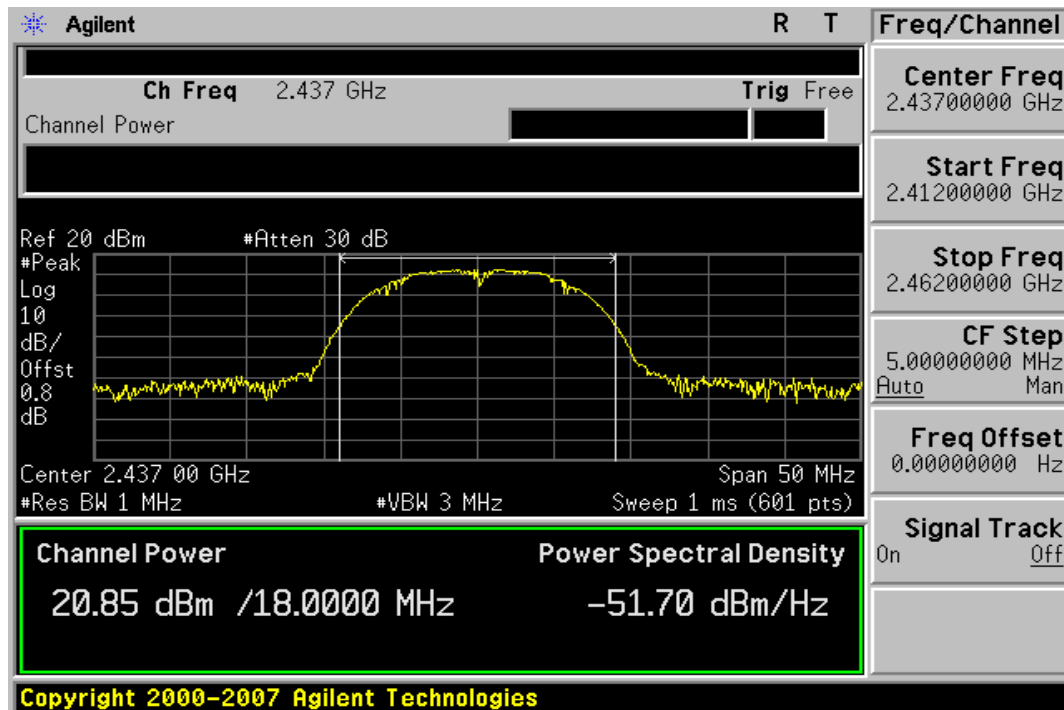 Agilent R T
Ch Freq 2.437 GHz Trig Free
Channel Power
Ref 20 dBm #Atten 30 dB
#Peak
Log
10
dB/
Offst
0.8
dB
Center 2.437 00 GHz Span 50 MHz
#Res BW 1 MHz #VBW 3 MHz Sweep 1 ms (601 pts)
Channel Power Power Spectral Density
20.85 dBm /18.0000 MHz -51.70 dBm/Hz
Copyright 2000-2007 Agilent Technologies
Freq/Channel
Center Freq
2.43700000 GHz
Start Freq
2.41200000 GHz
Stop Freq
2.46200000 GHz
CF Step
5.00000000 MHz
Auto Man
Freq Offset
0.00000000 Hz
Signal Track
On Off